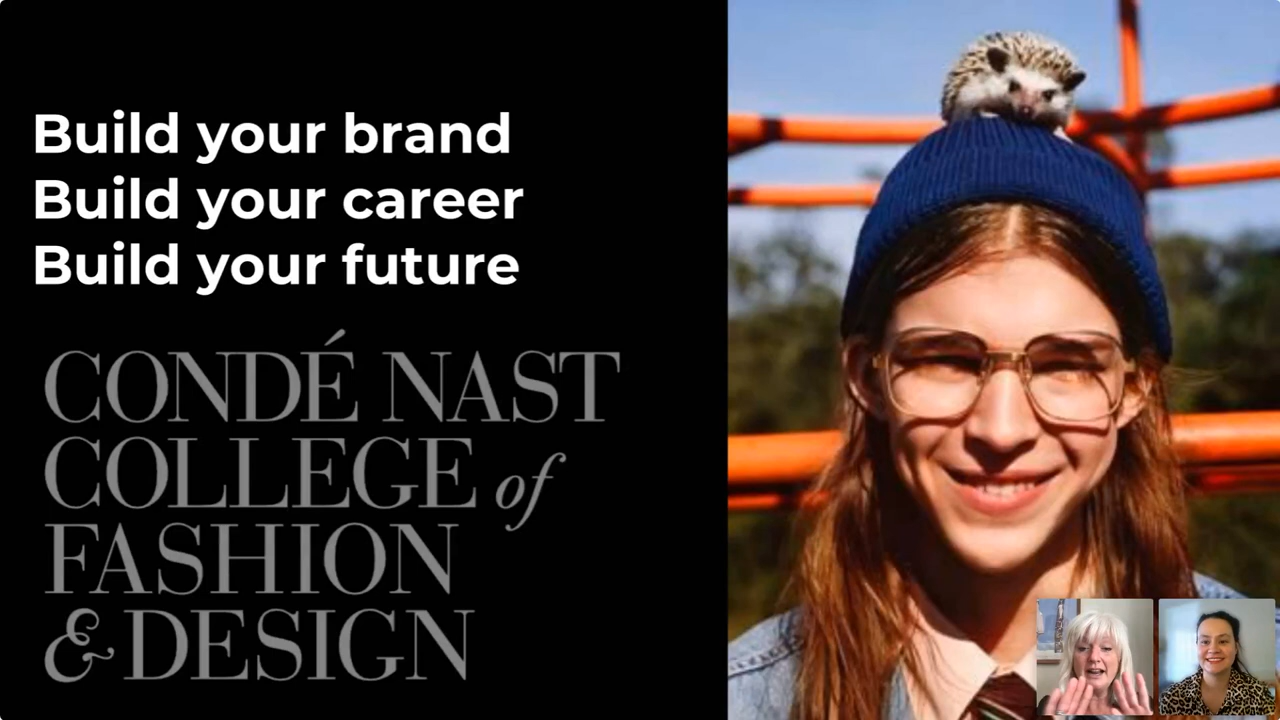 Build your brand
Build your career
Build your future
CONDÉ NAST
COLLEGE of
FASHION
& DESIGN